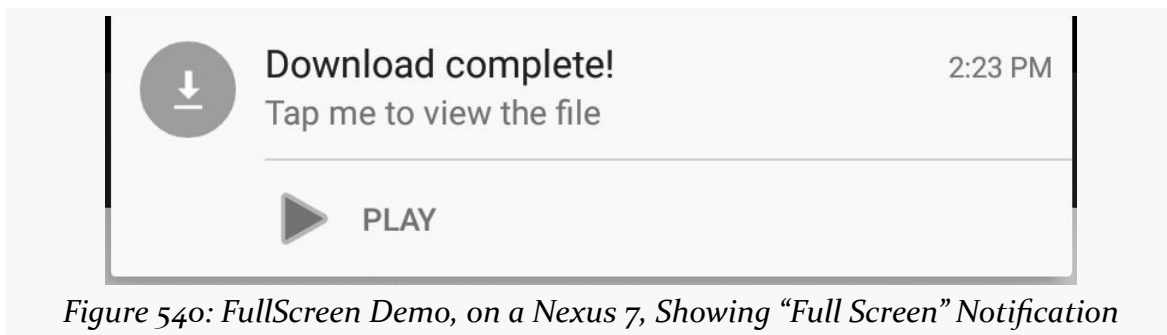 Download complete! 2:23 PM
Tap me to view the file
PLAY
Figure 540: FullScreen Demo, on a Nexus 7, Showing “Full Screen” Notification